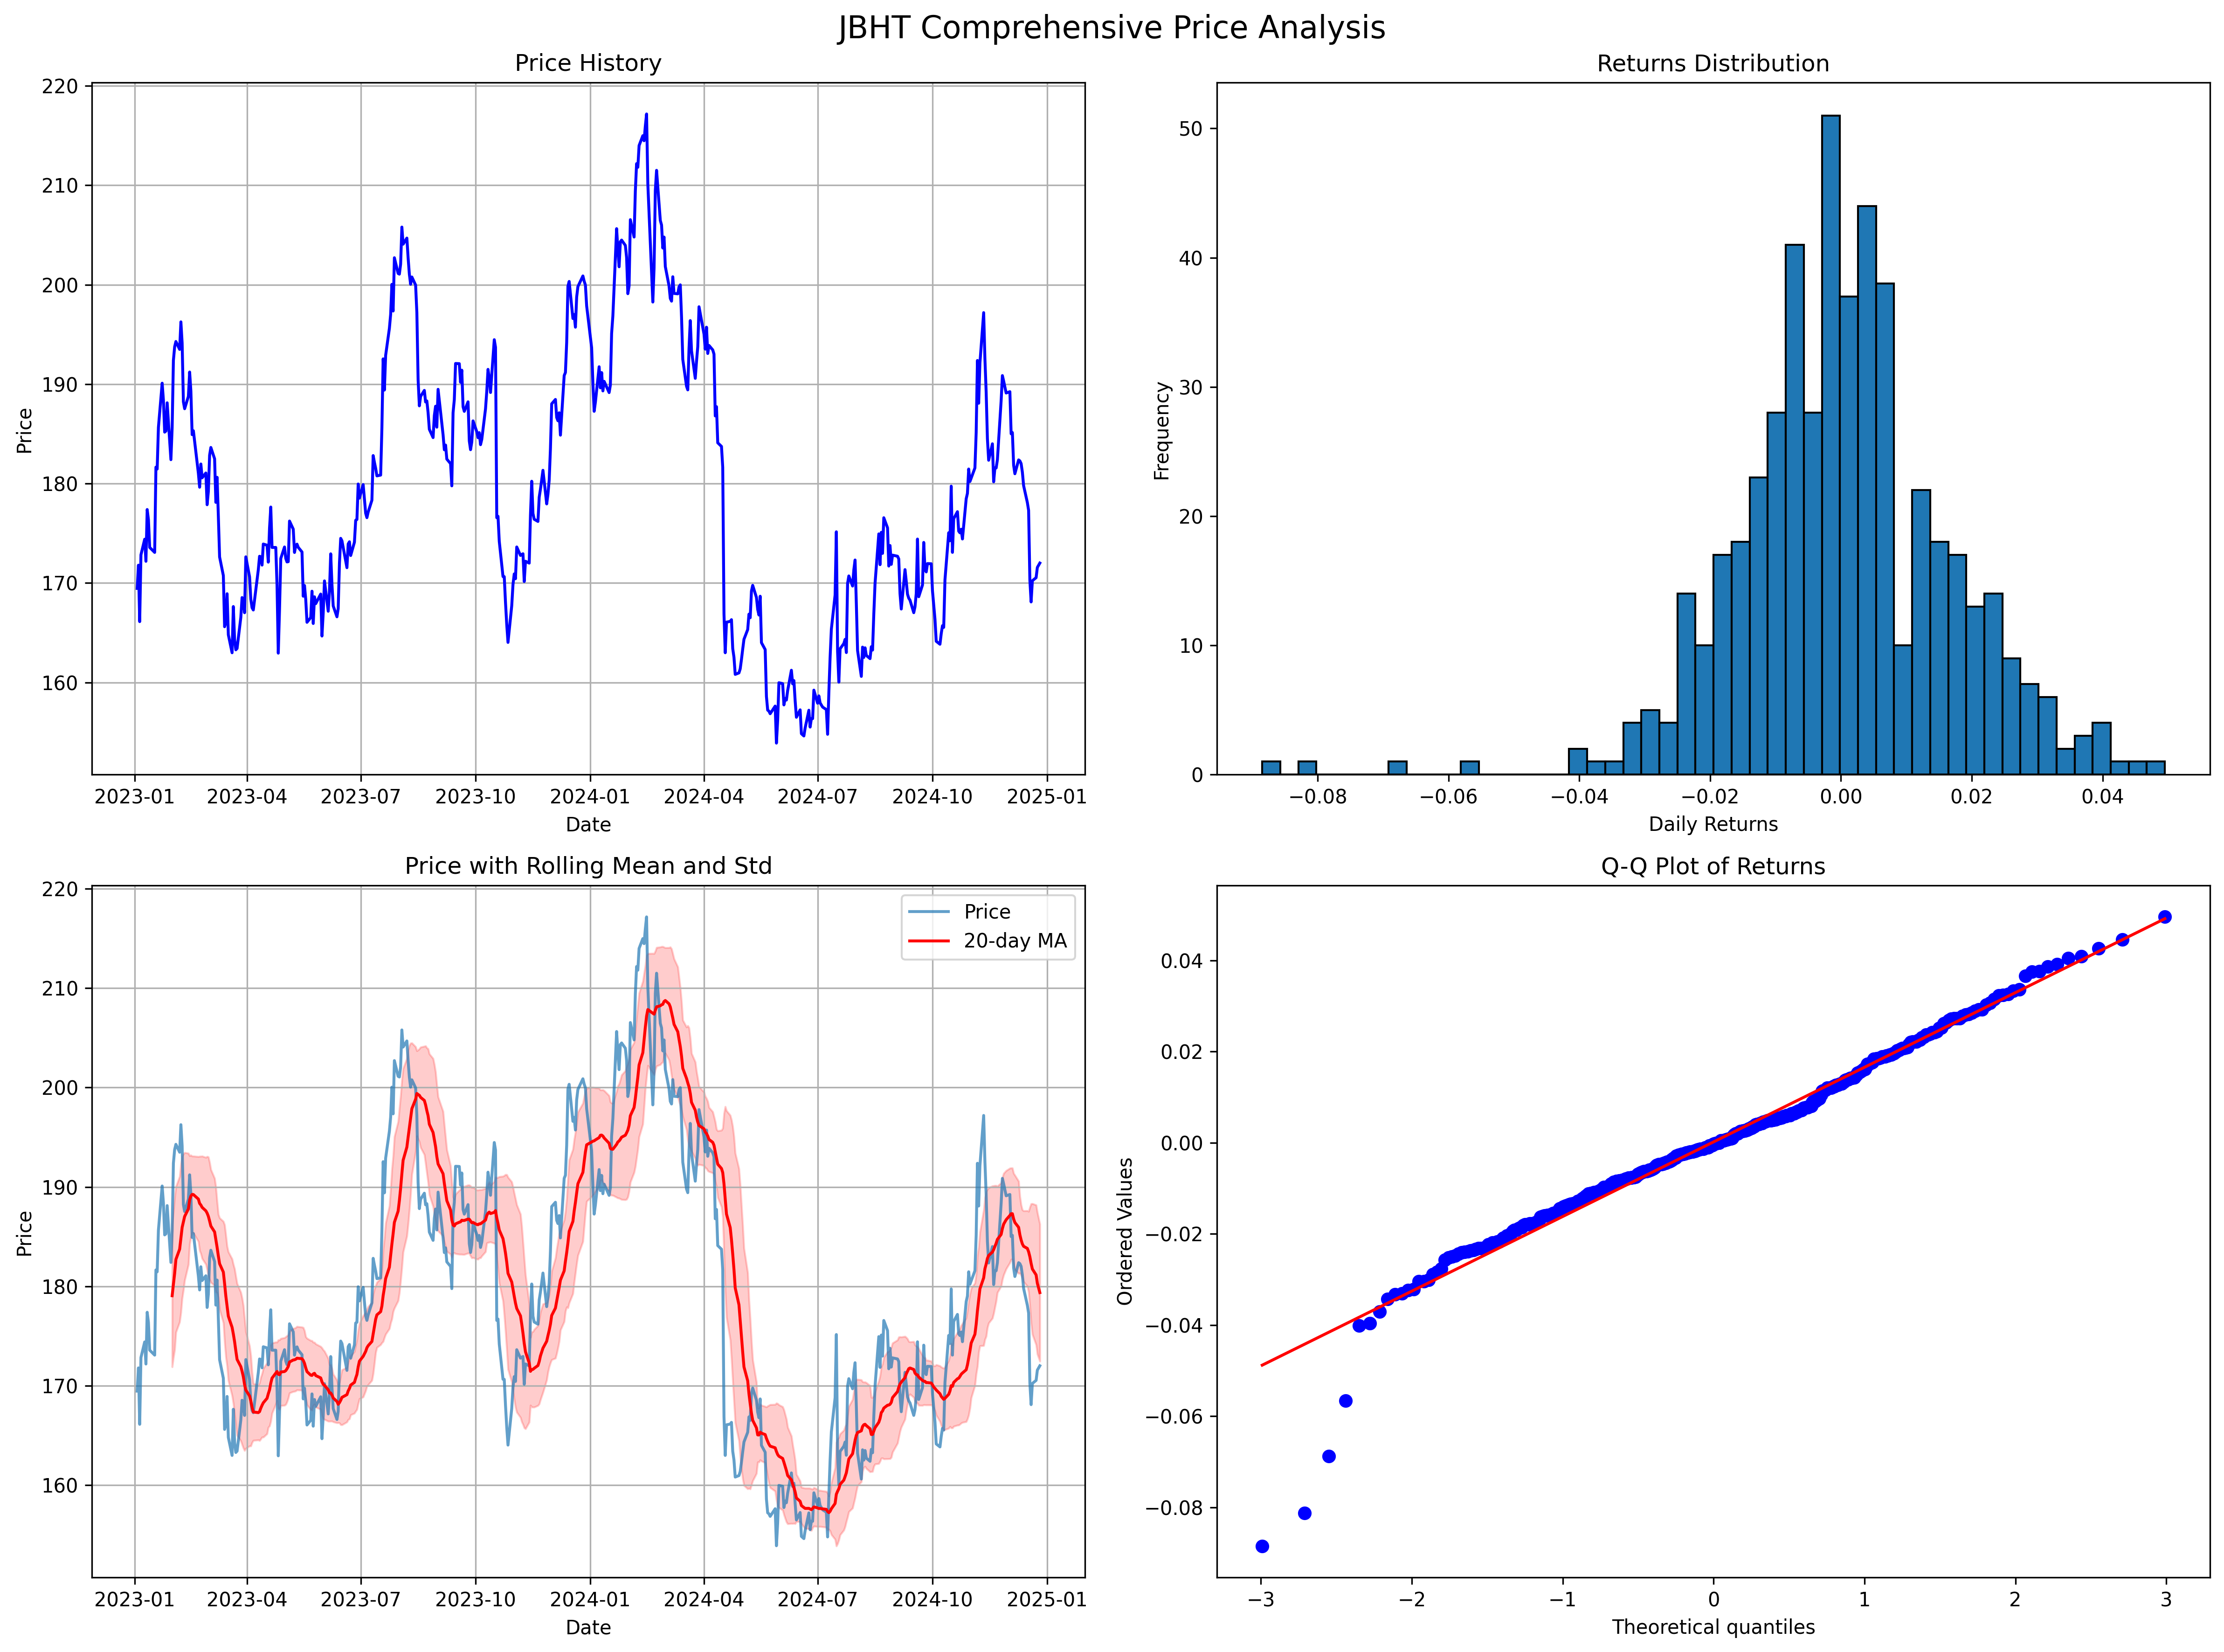 JBHT Comprehensive Price Analysis
Price History
Price
220
210
200
190
180
170
160
2023-01 2023-04 2023-07 2023-10 2024-01 2024-04 2024-07 2024-10 2025-01
Date
Returns Distribution
Frequency
50
40
30
20
10
0
−0.08 −0.06 −0.04 −0.02 0.00 0.02 0.04
Daily Returns
Price with Rolling Mean and Std
Price
220
210
200
190
180
170
160
Price
20-day MA
2023-01 2023-04 2023-07 2023-10 2024-01 2024-04 2024-07 2024-10 2025-01
Date
Q-Q Plot of Returns
Ordered Values
0.04
0.02
0.00
−0.02
−0.04
−0.06
−0.08
−3 −2 −1 0 1 2 3
Theoretical quantiles